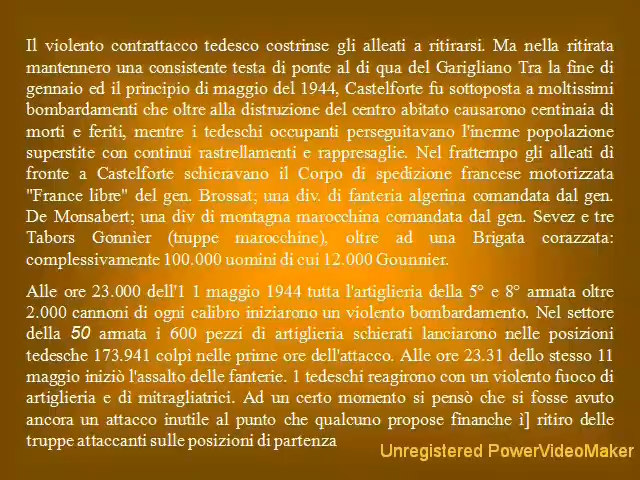 Il violento contrattacco tedesco costrinse gli alleati a ritirarsi. Ma nella ritirata
mantennero una consistente testa di ponte al di qua del Garigliano Tra la fine di
gennaio ed il principio di maggio del 1944, Castelforte fu sottoposta a moltissimi
bombardamenti che oltre alla distruzione del centro abitato causarono centinaia di
morti e feriti, mentre i tedeschi occupanti perseguitavano l'inerme popolazione
superstite con continui rastrellamenti e rappresaglie. Nel frattempo gli alleati di
fronte a Castelforte schieravano il Corpo di spedizione francese motorizzata
"France libre" del gen. Brossat; una div. di fanteria algerina comandata dal gen.
De Monsabert; una div di montagna marocchina comandata dal gen. Sevez e tre
Tabors Gonnìer (truppe marocchine), oltre ad una Brigata corazzata:
complessivamente 100.000 uomini di cui 12.000 Gounnier.
Alle ore 23.000 dell'1 1 maggio 1944 tutta l'artiglieria della 5° e 8° armata oltre
2.000 cannoni di ogni calibro iniziarono un violento bombardamento. Nel settore
della 50 armata i 600 pezzi di artiglieria schierati lanciarono nelle posizioni
tedesche 173.941 colpì nelle prime ore dell'attacco. Alle ore 23.31 dello stesso 11
maggio iniziò l'assalto delle fanterie. 1 tedeschi reagirono con un violento fuoco di
artiglieria e dì mitragliatrici. Ad un certo momento si pensò che si fosse avuto
ancora un attacco inutile al punto che qualcuno propose finanche i] ritiro delle
truppe attaccanti sulle posizioni di partenza
Unregistered PowerVideoMaker